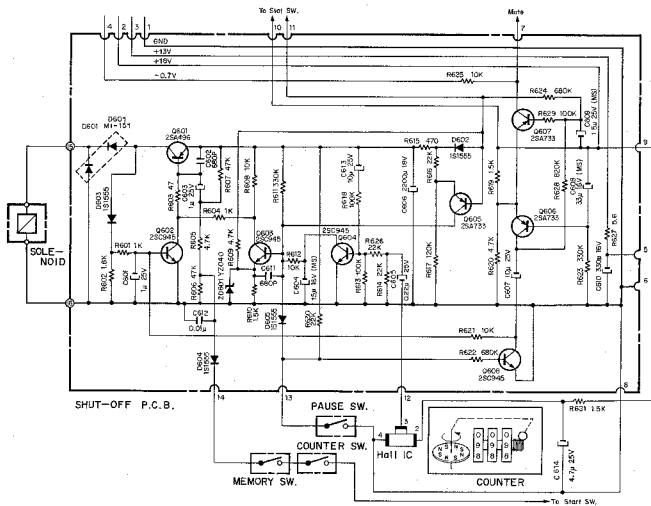 To Start SW.
Mute
4 2 3 1
10 11
7
GND
+13V
+18V
-0.7V
R625 10K
R624 680K
R629 100K
C609
1.5μ 25V (MS)
Q607
2SA733
D601
D601
Mi-151
Q601
2SA496
C602
680P
R607 47K
R608 10K
R611 330K
C613
10μ 25V
R615 470
D602
1S1555
R616
22K
9
R603 47
C603
1μ 25V
R618
C606 2200μ 18V
Q605
2SA733
R619 1.5K
R628 820K
C608
33μ 16V (MS)
Q606
2SA733
R627 5.6
D603
1S1555
SOLE-
NOID
Q602
2SC945
R604 1K
R605
4.7K
R609 4.7K
Q603
2SC945
2SC945
Q604
R626
22K
R601 1K
R602 1.8K
C601
1μ 25V
R606 47K
ZD601 YZ040
C611
680P
R612
10K
C604
15μ 16V (MS)
R613 100K
R614 22K
C605
0.22μ 25V
R617 120K
R620 4.7K
C607 10μ 25V
R623 330K
C610 330μ 16V
5
6
C612
0.01μ
R610
1.5K
D605
1S1555
22K
R621 10K
R622 680K
Q608
2SC945
D604
1S1555
14
13
12
8
SHUT-OFF P.C.B.
PAUSE SW.
COUNTER SW.
MEMORY SW.
4
3
2
Hall IC
COUNTER
R631 1.5K
C614
4.7μ 25V
To Start SW.